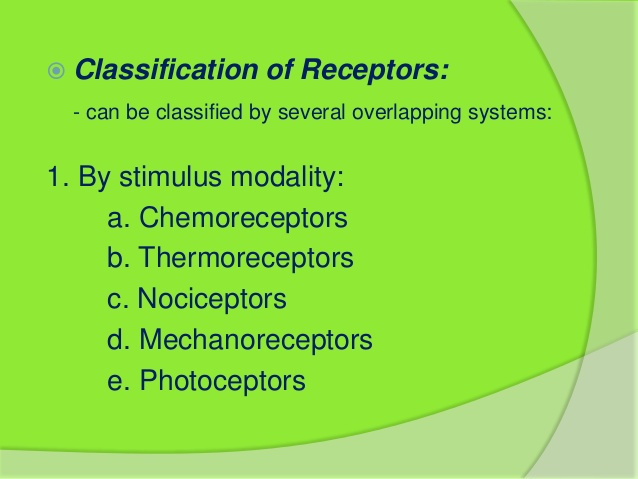 Classification of Receptors:
- can be classified by several overlapping systems:
1. By stimulus modality:
a. Chemoreceptors
b. Thermoreceptors
c. Nociceptors
d. Mechanoreceptors
e. Photoceptors